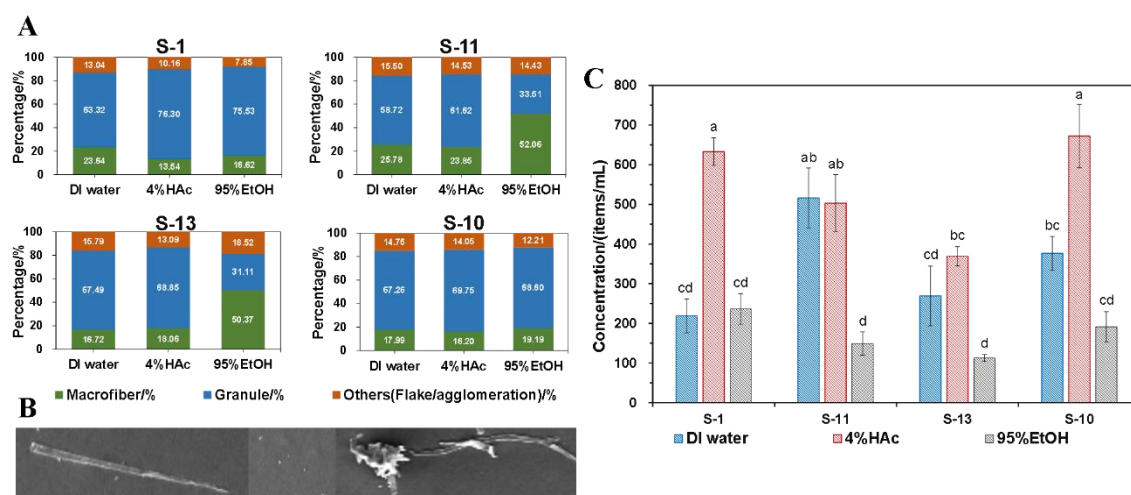 A
S-1
Percentage/%
100
80
60
40
20
0
13.04 10.16 7.85
63.32 76.30 75.53
23.64 13.54 16.62
DI water 4%HAc 95%EtOH
S-11
Percentage/%
100
80
60
40
20
0
15.50 14.53 14.43
58.72 61.62 33.51
25.78 23.85 52.06
DI water 4%HAc 95%EtOH
S-13
Percentage/%
100
80
60
40
20
0
15.79 13.09 18.52
67.49 68.85 31.11
16.72 18.06 50.37
DI water 4%HAc 95%EtOH
S-10
Percentage/%
100
80
60
40
20
0
14.75 14.05 12.21
67.26 69.75 68.60
17.99 16.20 19.19
DI water 4%HAc 95%EtOH
Macrofiber/% Granule/% Others(Flake/agglomeration)/%
B
C
Concentration/(items/mL)
800
700
600
500
400
300
200
100
0
cd a cd
ab ab d
cd bc d
bc a cd
S-1 S-11 S-13 S-10
DI water 4%HAc 95%EtOH